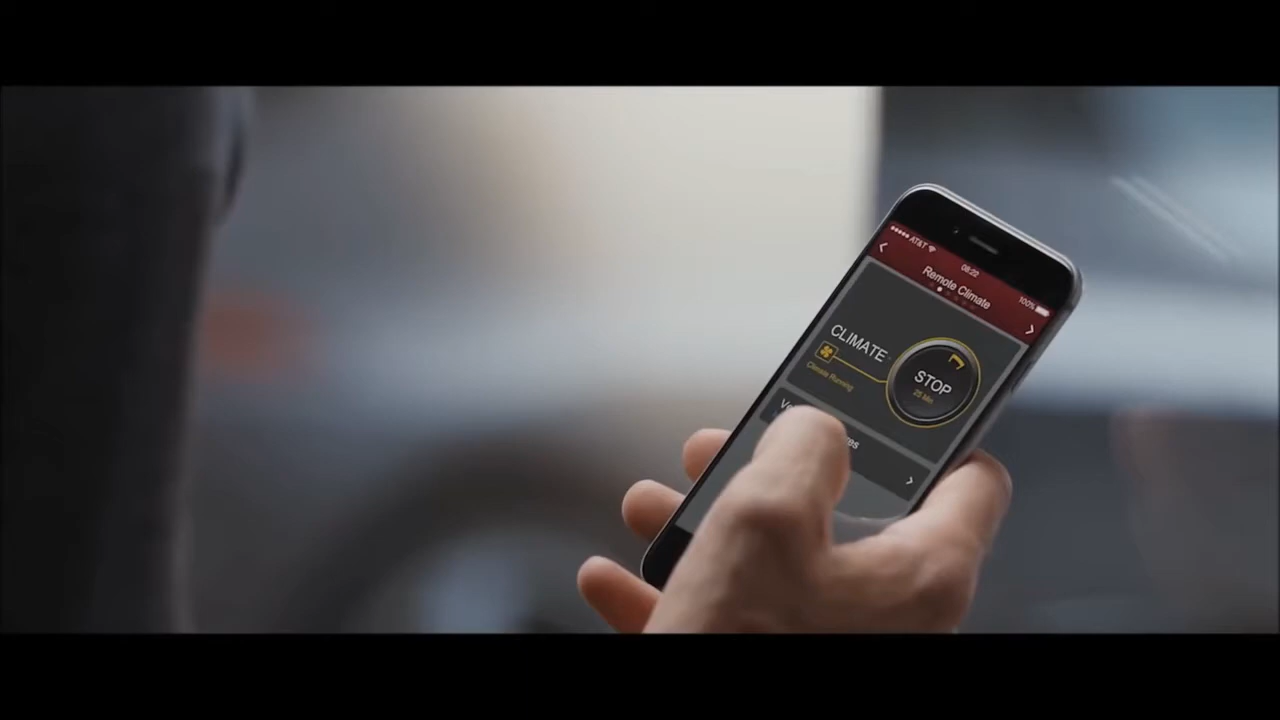 AT&T
08:22
100%
Remote Climate
CLIMATE
Climate Running
STOP
25 Min